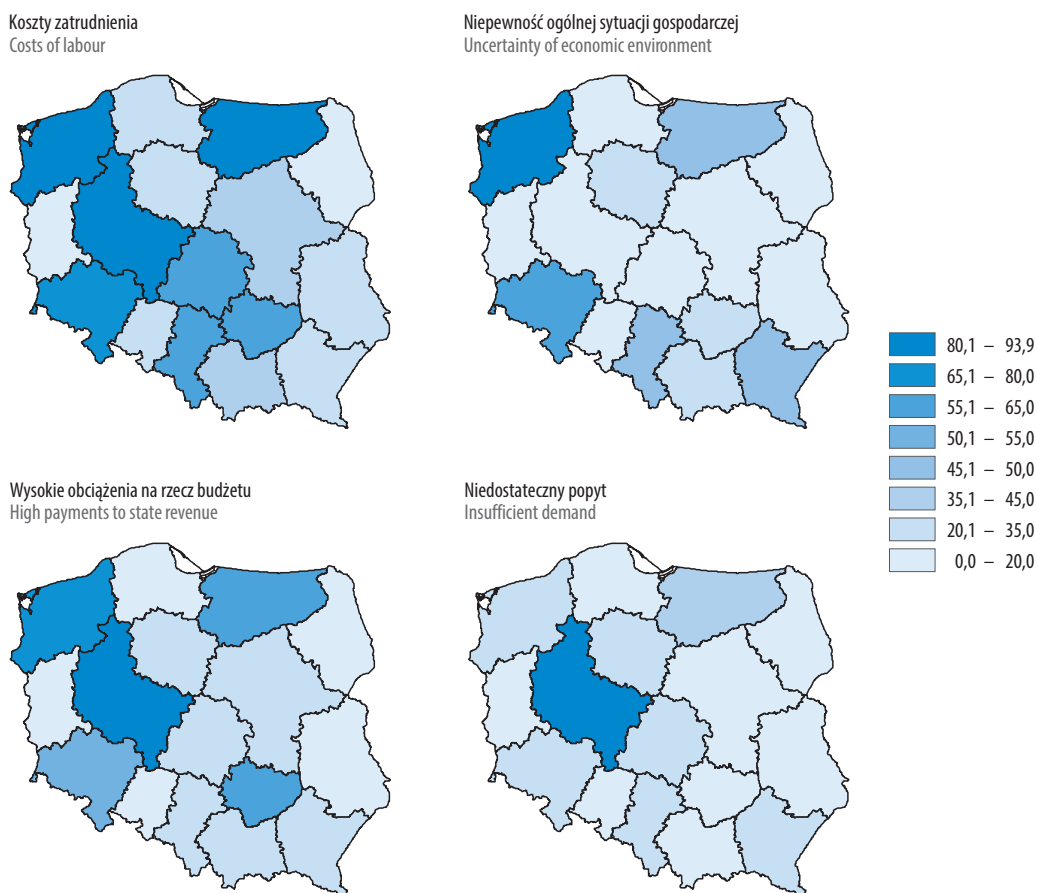 Koszty zatrudnienia
Costs of labour
Niepewność ogólnej sytuacji gospodarczej
Uncertainty of economic environment
80,1 – 93,9
65,1 – 80,0
55,1 – 65,0
50,1 – 55,0
45,1 – 50,0
35,1 – 45,0
20,1 – 35,0
0,0 – 20,0
Wysokie obciążenia na rzecz budżetu
High payments to state revenue
Niedostateczny popyt
Insufficient demand